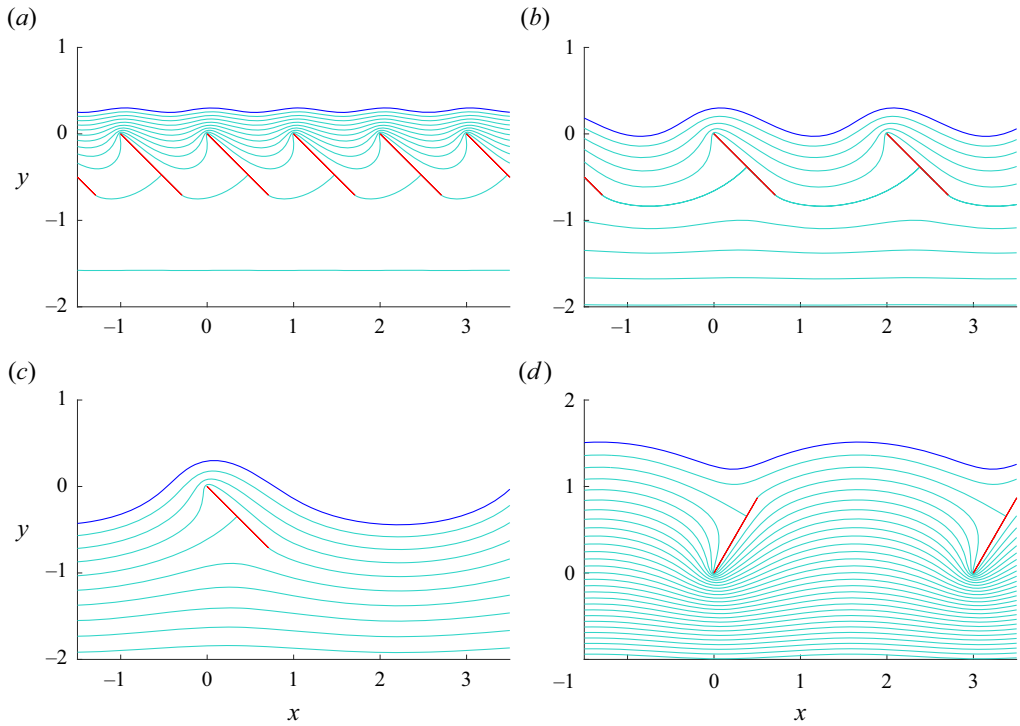 (a) (b)
1 1
0 0
y
–1 –1
–2 –2
–1 0 1 2 3 –1 0 1 2 3
(c) (d)
1 2
0 1
y
–1 0
–2 –1
–1 0 1 2 3 0 1 2 3
x x